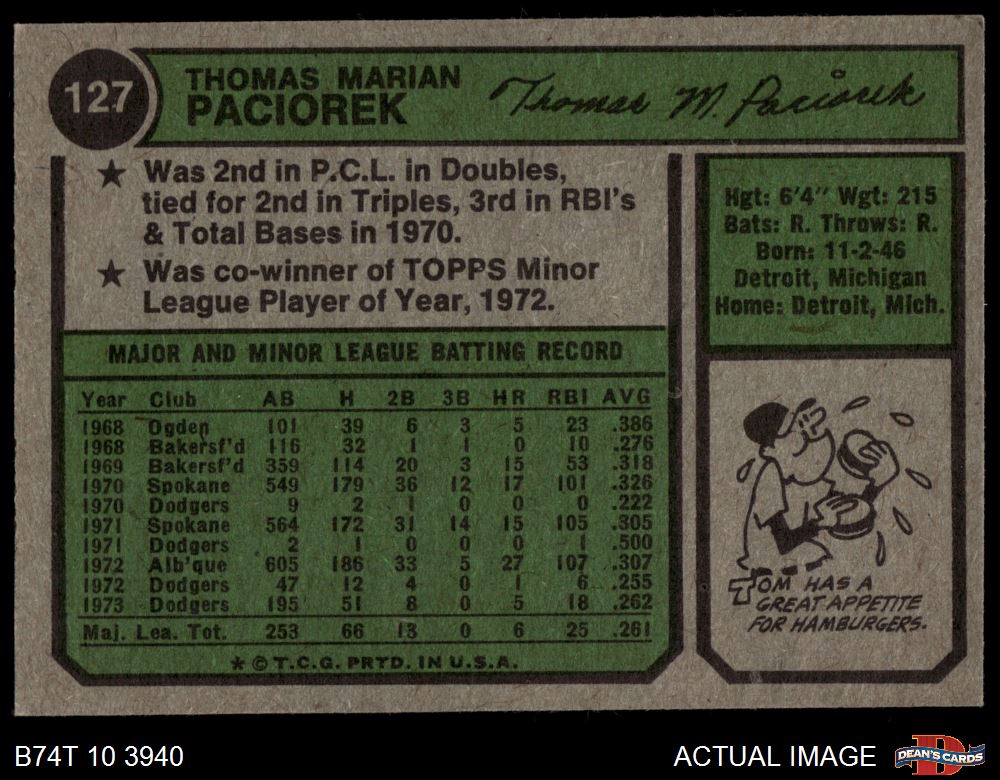 127
THOMAS MARIAN
PACIOREK
Thomas M. Paciorek
★ Was 2nd in P.C.L. in Doubles,
tied for 2nd in Triples, 3rd in RBI's
& Total Bases in 1970.
★ Was co-winner of TOPPS Minor
League Player of Year, 1972.
Hgt: 6'4" Wgt: 215
Bats: R. Throws: R.
Born: 11-2-46
Detroit, Michigan
Home: Detroit, Mich.
MAJOR AND MINOR LEAGUE BATTING RECORD
Year Club AB H 2B 3B HR RBI AVG
1968 Ogden 101 39 6 3 5 23 .386
1968 Bakersf'd 116 32 1 1 0 10 .276
1969 Bakersf'd 359 114 20 3 15 53 .318
1970 Spokane 549 179 36 12 17 101 .326
1970 Dodgers 9 2 1 0 0 0 .222
1971 Spokane 564 172 31 14 15 105 .305
1971 Dodgers 2 1 0 0 0 1 .500
1972 Alb'que 605 186 33 5 27 107 .307
1972 Dodgers 47 12 4 0 1 6 .255
1973 Dodgers 195 51 8 0 5 18 .262
Maj. Lea. Tot. 253 66 13 0 6 25 .261
★ © T.C.G. PRTD. IN U.S.A.
TOM HAS A
GREAT APPETITE
FOR HAMBURGERS.
B74T 10 3940
ACTUAL IMAGE
D
DEAN'S CARDS